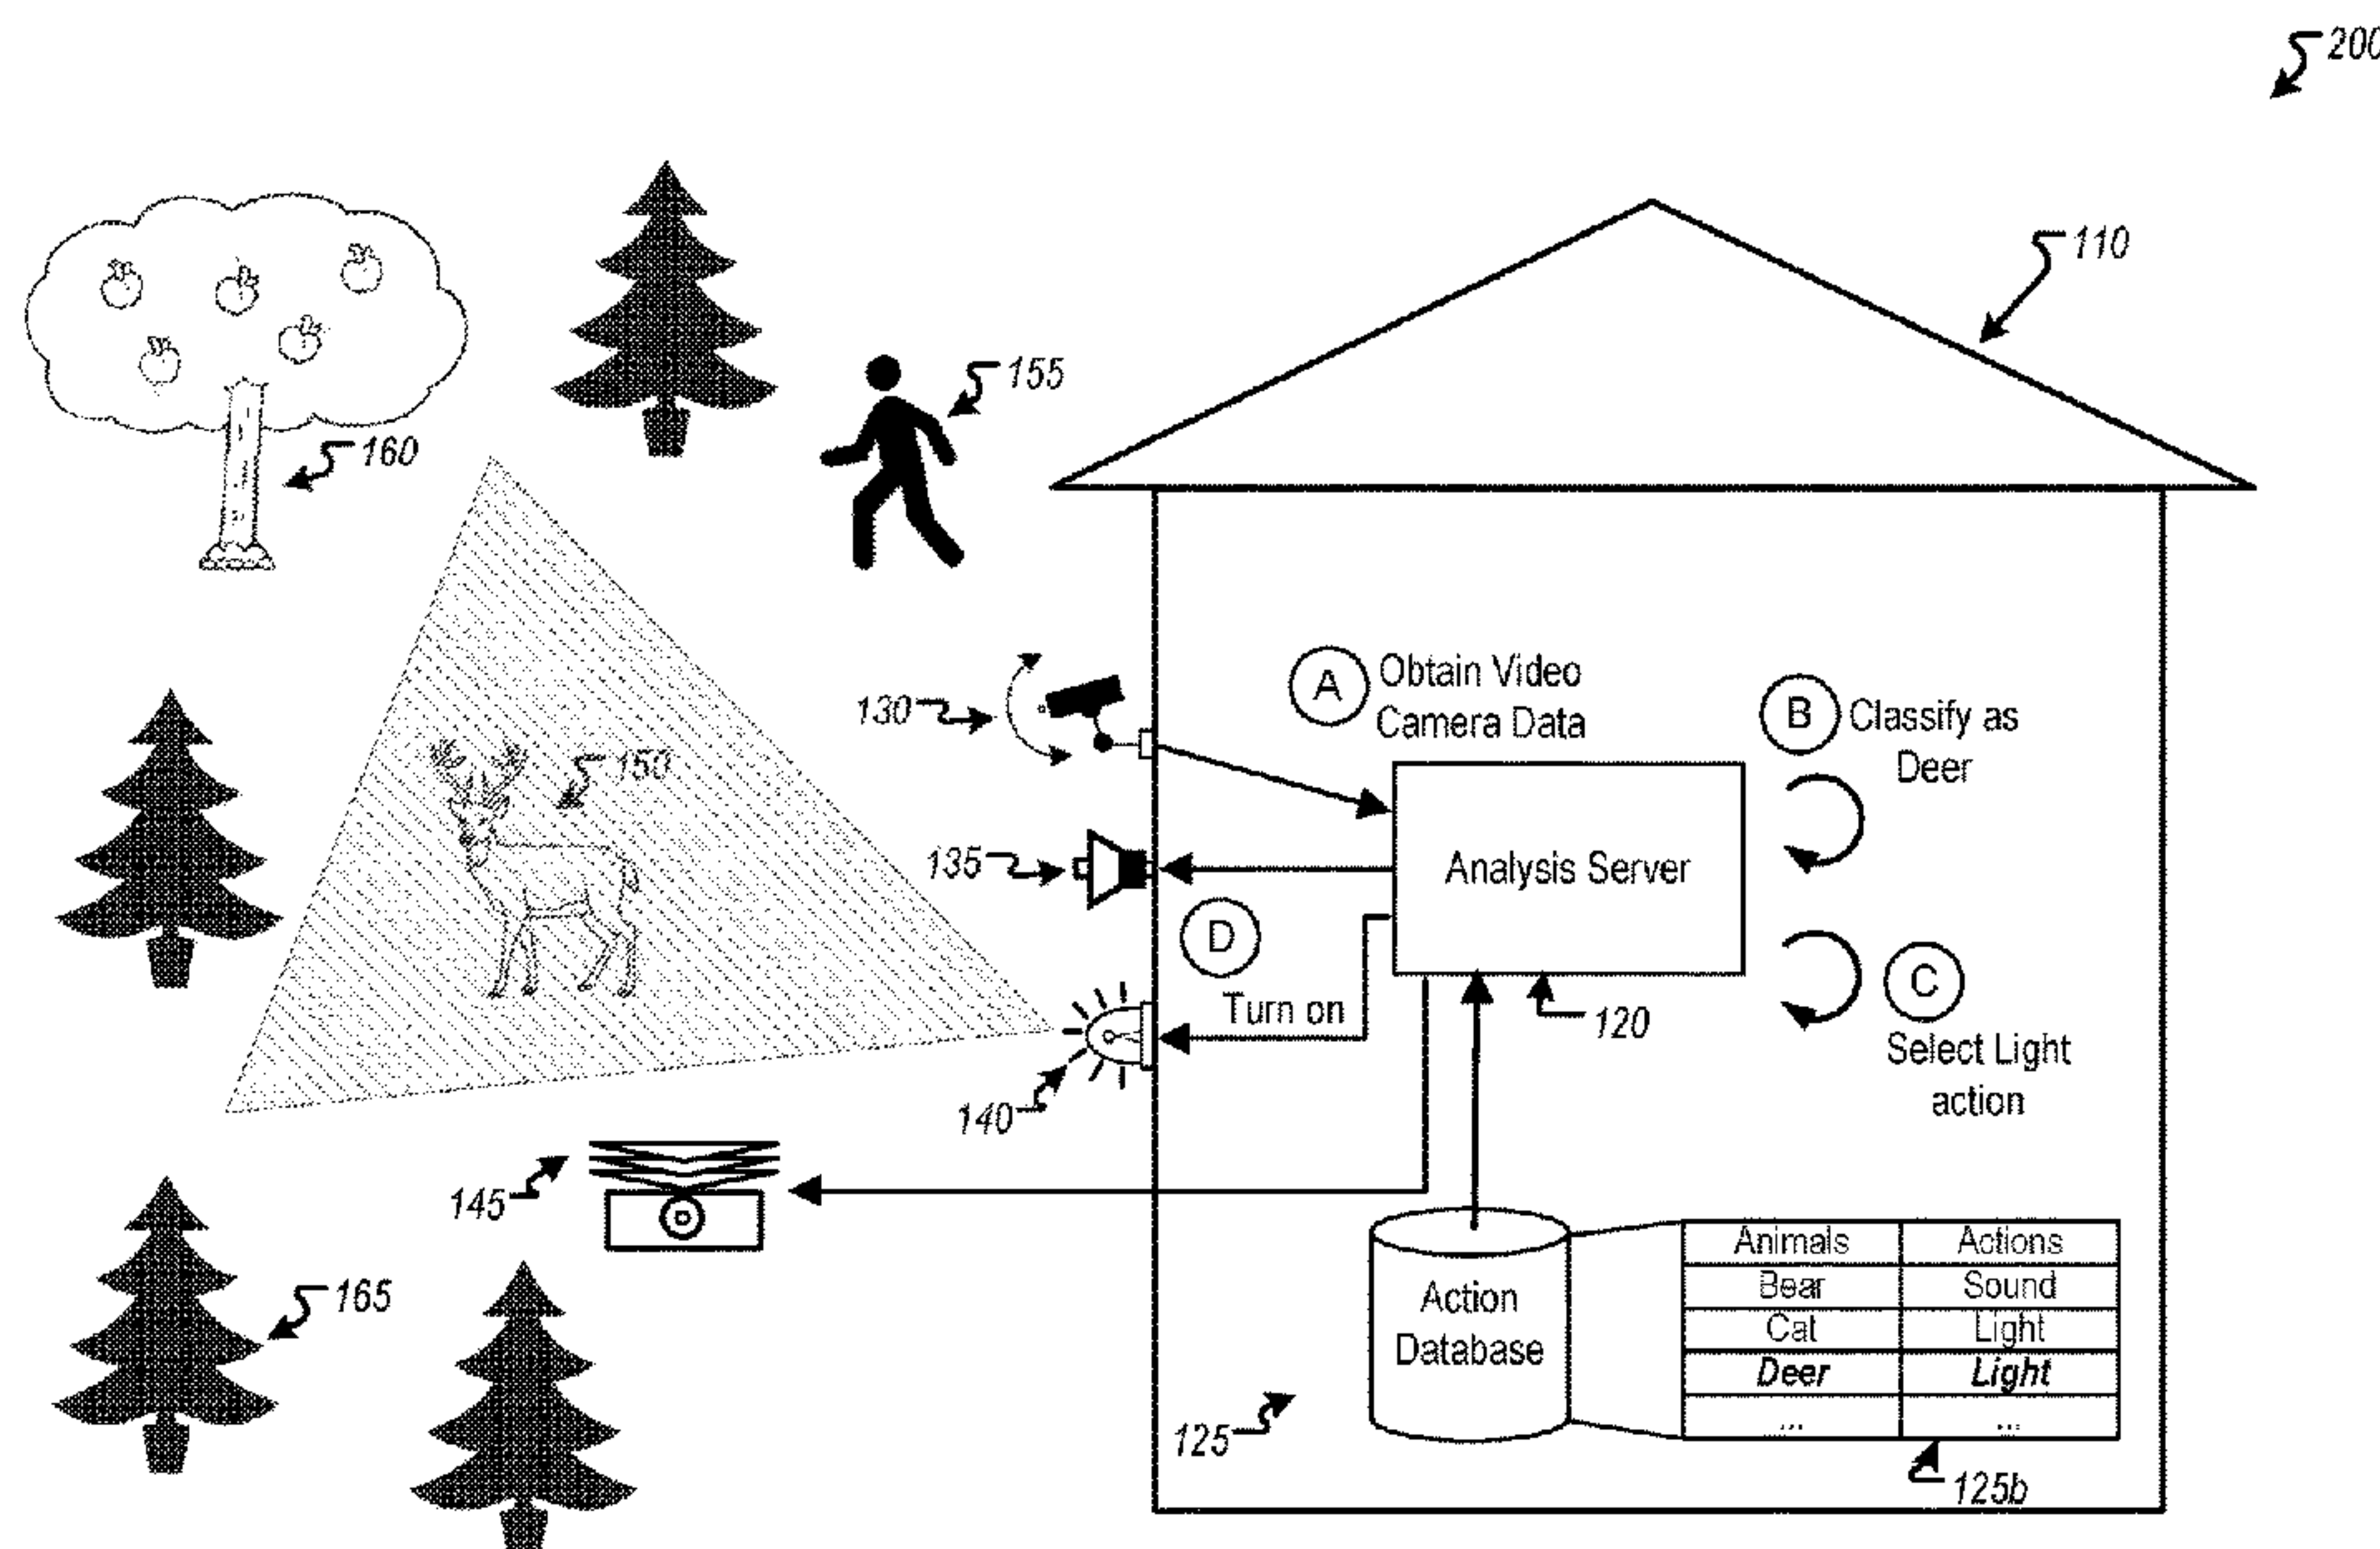 200
110
155
160
A
Obtain Video
Camera Data
B
Classify as
Deer
130
150
135
Analysis Server
D
Turn on
120
C
Select Light
action
140
145
165
Action
Database
Animals Actions
Bear Sound
Cat Light
Deer Light
... ...
125
125b